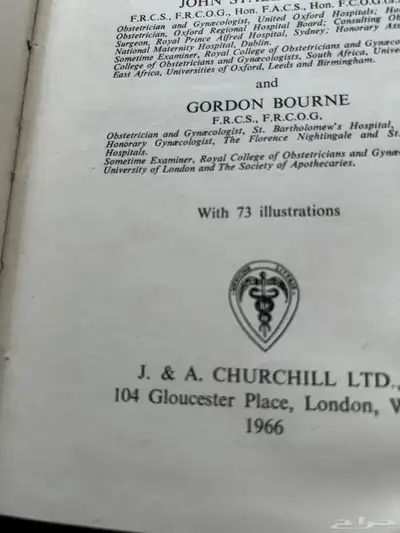 JOHN
F.R.C.S., F.R.C.O.G., Hon. F.A.C.S., Hon. F.C.O.G.
Obstetrician and Gynæcologist, United Oxford Hospitals;
Obstetrician, Oxford Regional Hospital Board; Consulting
Surgeon, Royal Prince Alfred Hospital, Sydney; Honorary
National Maternity Hospital, Dublin.
Sometime Examiner, Royal College of Obstetricians and
College of Obstetricians and Gynæcologists, South Africa,
East Africa, Universities of Oxford, Leeds and Birmingham.
and
GORDON BOURNE
F.R.C.S., F.R.C.O.G.
Obstetrician and Gynæcologist, St. Bartholomew's Hospital,
Honorary Gynæcologist, The Florence Nightingale and
Hospitals.
Sometime Examiner, Royal College of Obstetricians and
University of London and The Society of Apothecaries.
With 73 illustrations
J. & A. CHURCHILL LTD.,
104 Gloucester Place, London,
1966
حراج